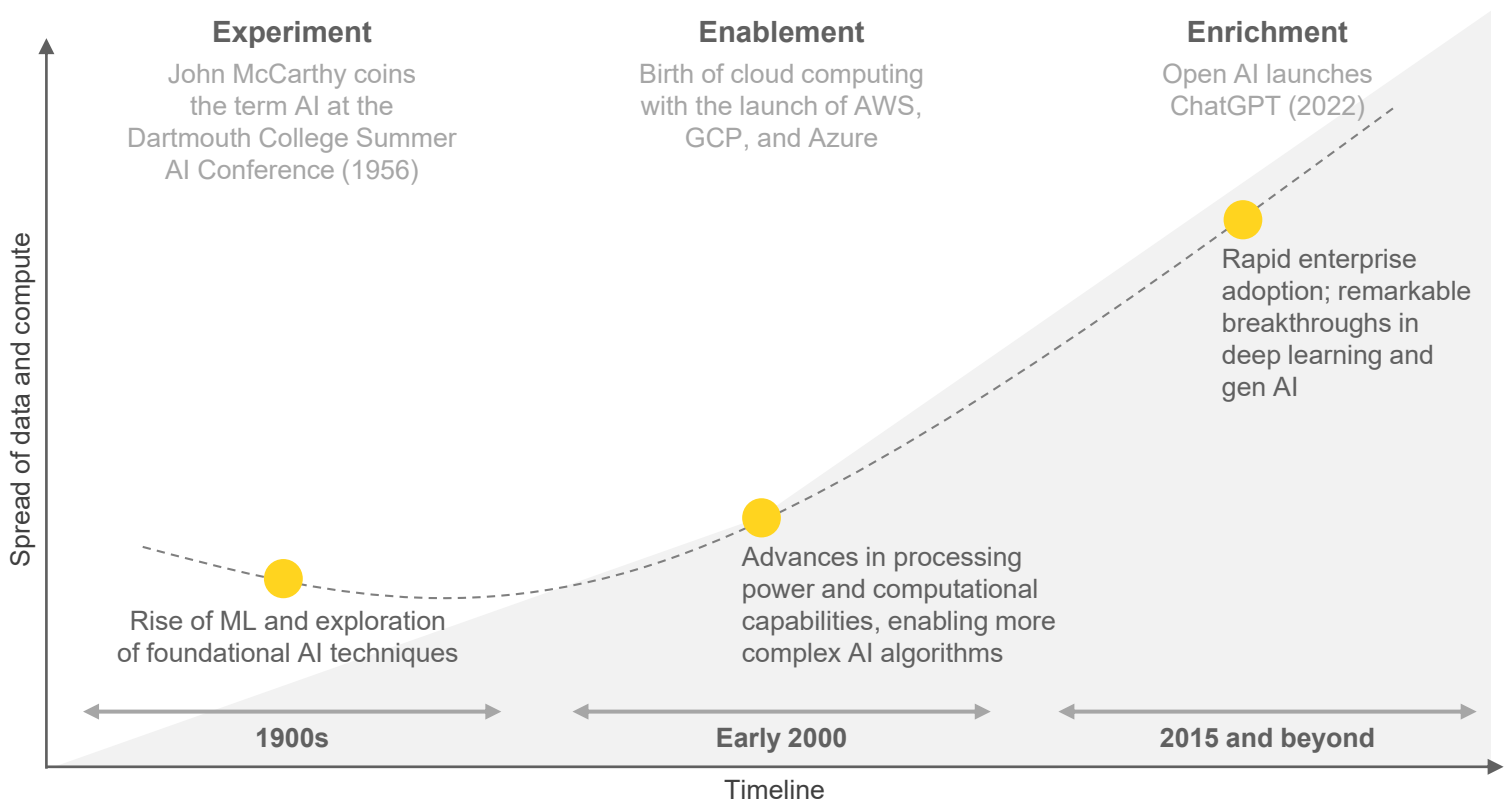 Experiment
John McCarthy coins
the term AI at the
Dartmouth College Summer
AI Conference (1956)
Enablement
Birth of cloud computing
with the launch of AWS,
GCP, and Azure
Enrichment
Open AI launches
ChatGPT (2022)
Spread of data and compute
Rise of ML and exploration
of foundational AI techniques
Advances in processing
power and computational
capabilities, enabling more
complex AI algorithms
Rapid enterprise
adoption; remarkable
breakthroughs in
deep learning and
gen AI
1900s
Early 2000
2015 and beyond
Timeline